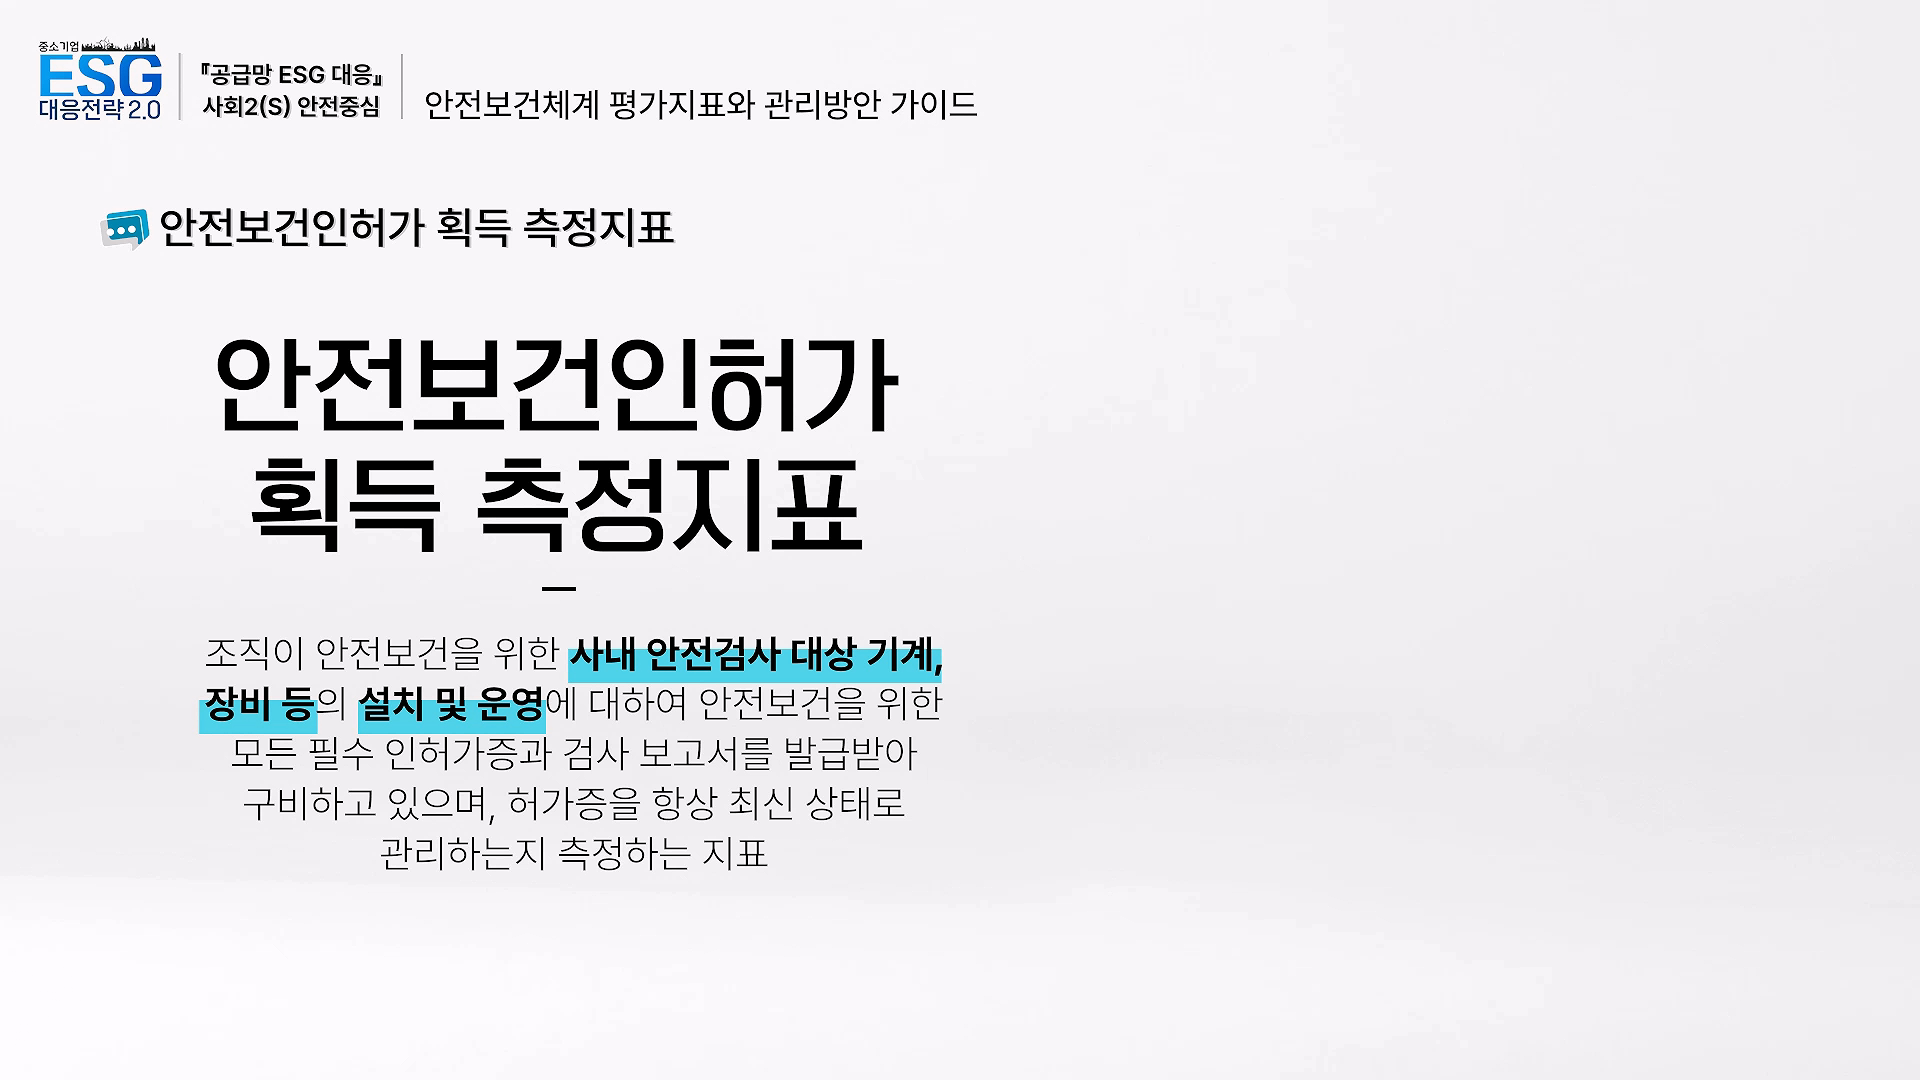 중소기업
ESG
대응전략 2.0
『공급망 ESG 대응』
사회2(S) 안전중심
안전보건체계 평가지표와 관리방안 가이드
안전보건인허가 획득 측정지표
안전보건인허가
획득 측정지표
조직이 안전보건을 위한 사내 안전검사 대상 기계,
장비 등의 설치 및 운영에 대하여 안전보건을 위한
모든 필수 인허가증과 검사 보고서를 발급받아
구비하고 있으며, 허가증을 항상 최신 상태로
관리하는지 측정하는 지표